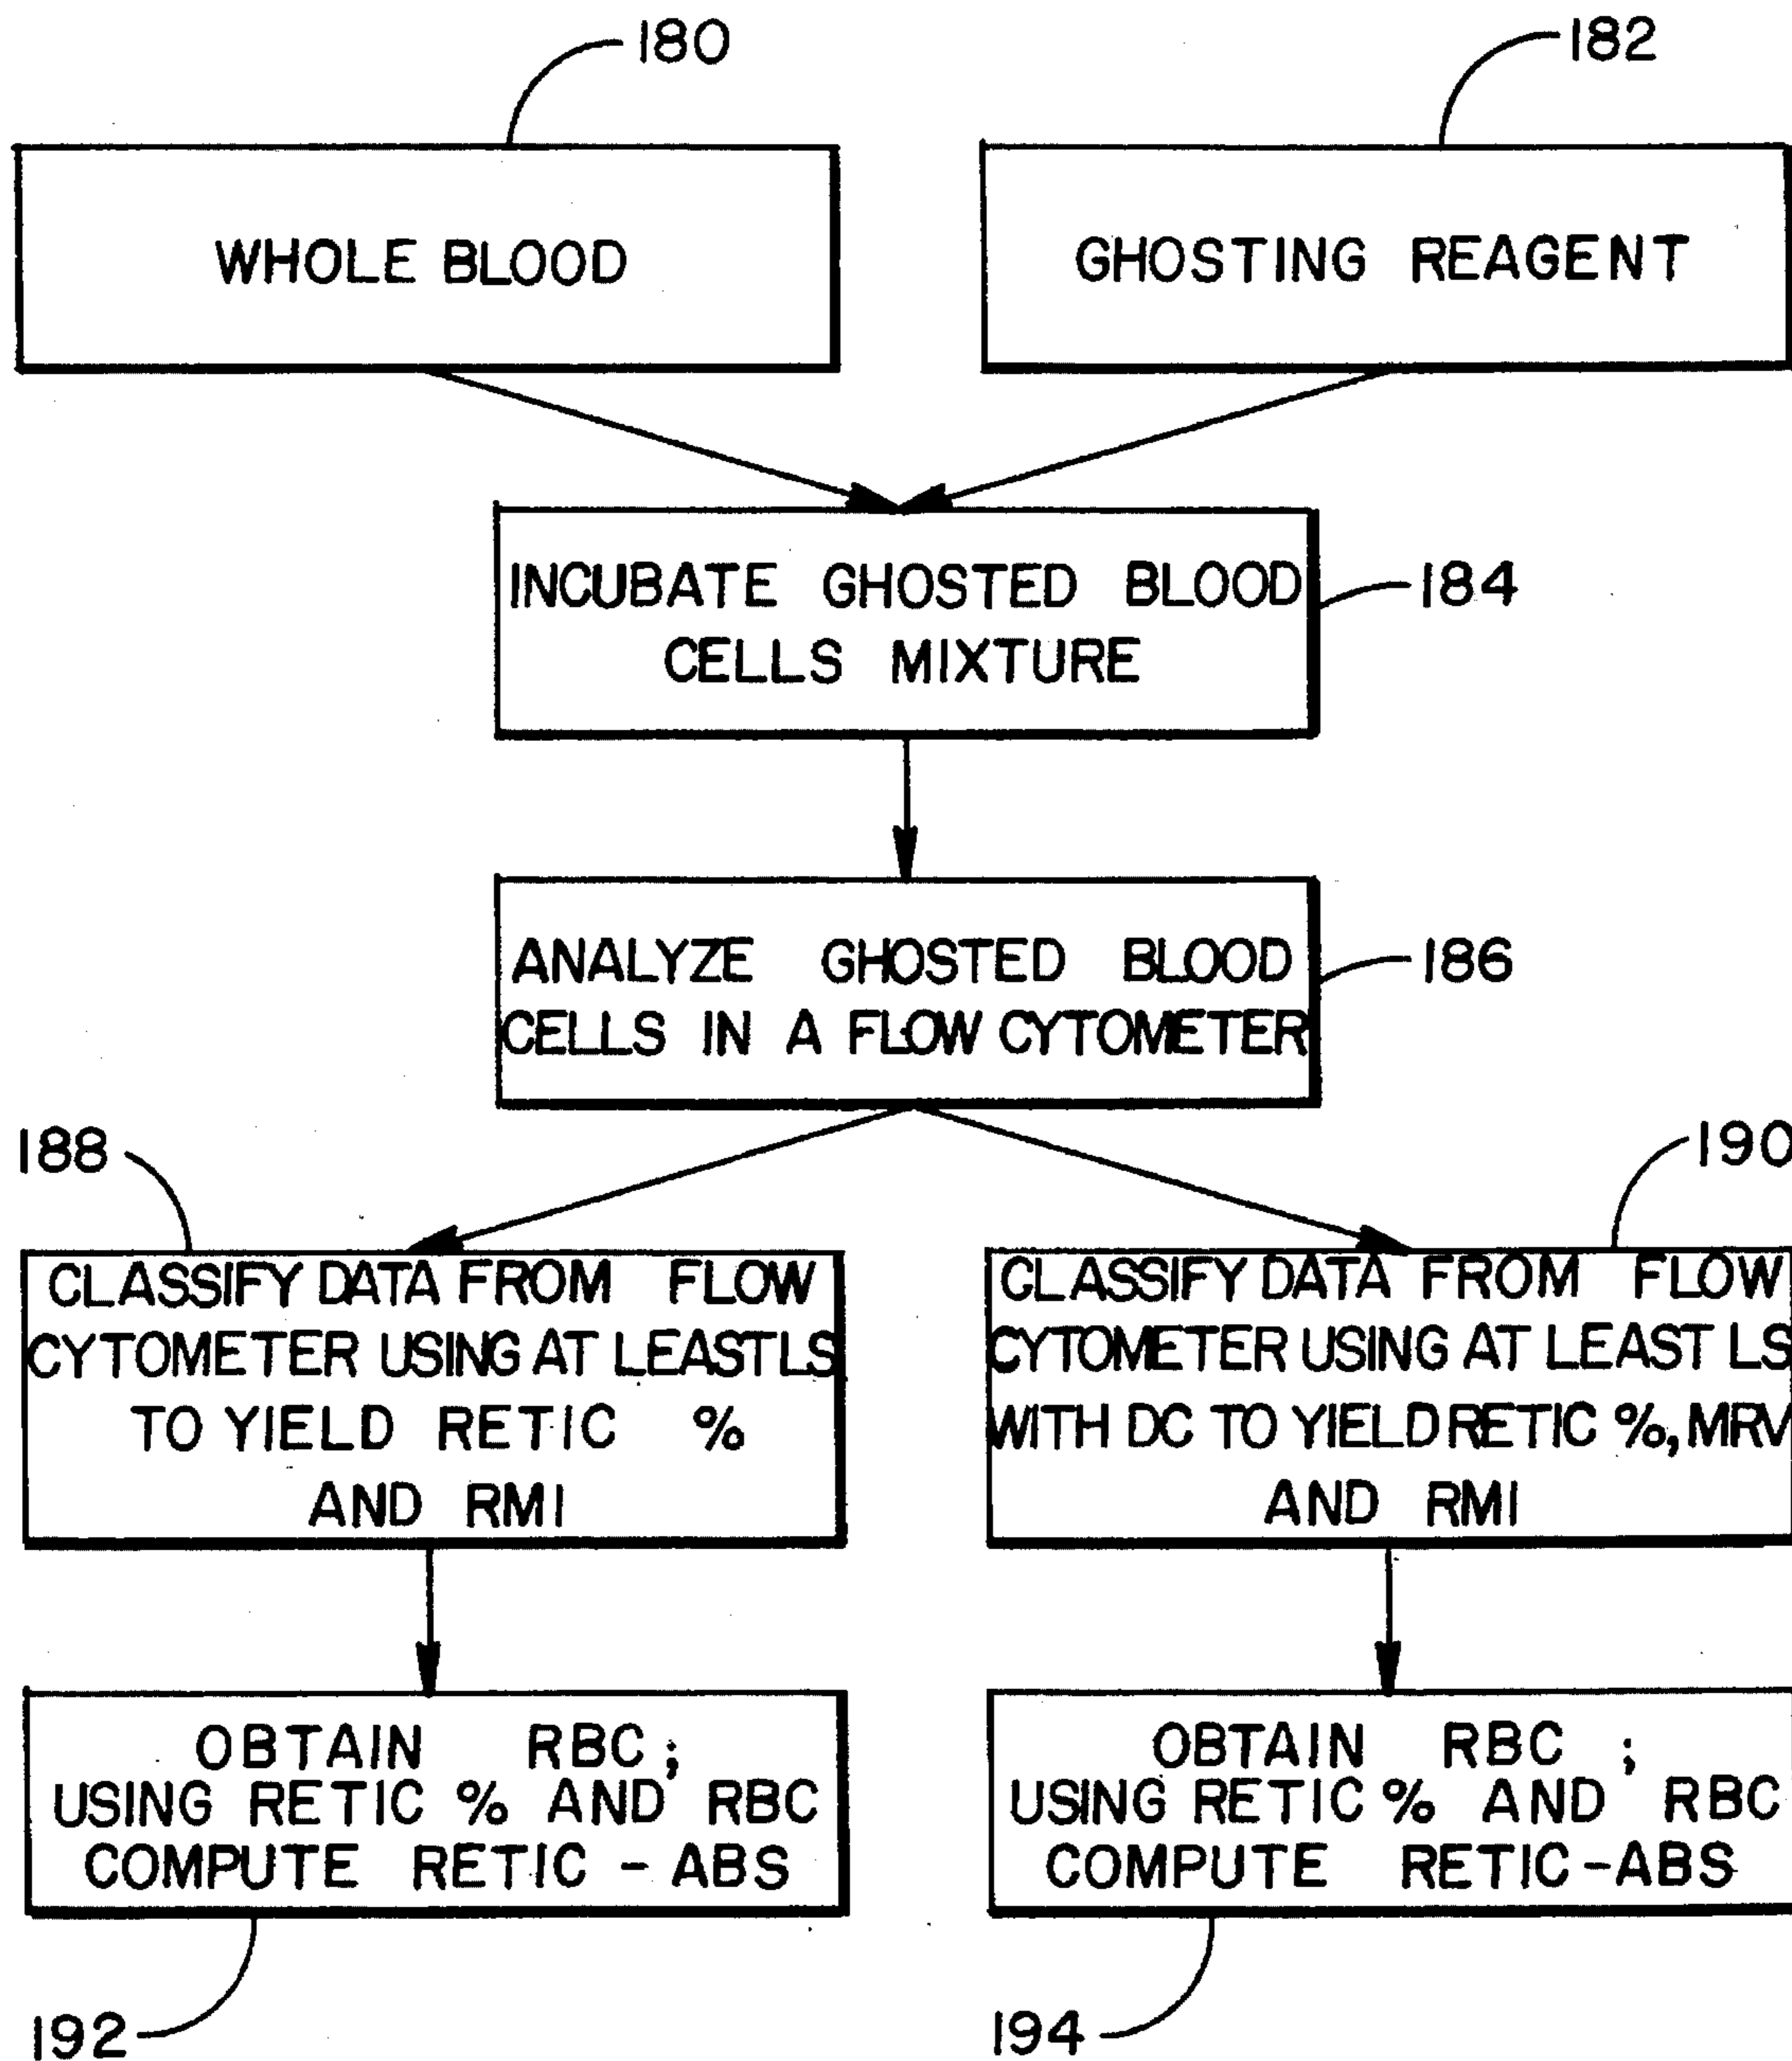 180
182
WHOLE BLOOD
GHOSTING REAGENT
INCUBATE GHOSTED BLOOD
CELLS MIXTURE
184
ANALYZE GHOSTED BLOOD
CELLS IN A FLOW CYTOMETER
186
188
190
CLASSIFY DATA FROM FLOW
CYTOMETER USING AT LEAST LS
TO YIELD RETIC %
AND RMI
CLASSIFY DATA FROM FLOW
CYTOMETER USING AT LEAST LS
WITH DC TO YIELD RETIC %, MRV
AND RMI
OBTAIN RBC;
USING RETIC % AND RBC
COMPUTE RETIC - ABS
OBTAIN RBC ;
USING RETIC % AND RBC
COMPUTE RETIC-ABS
192
194